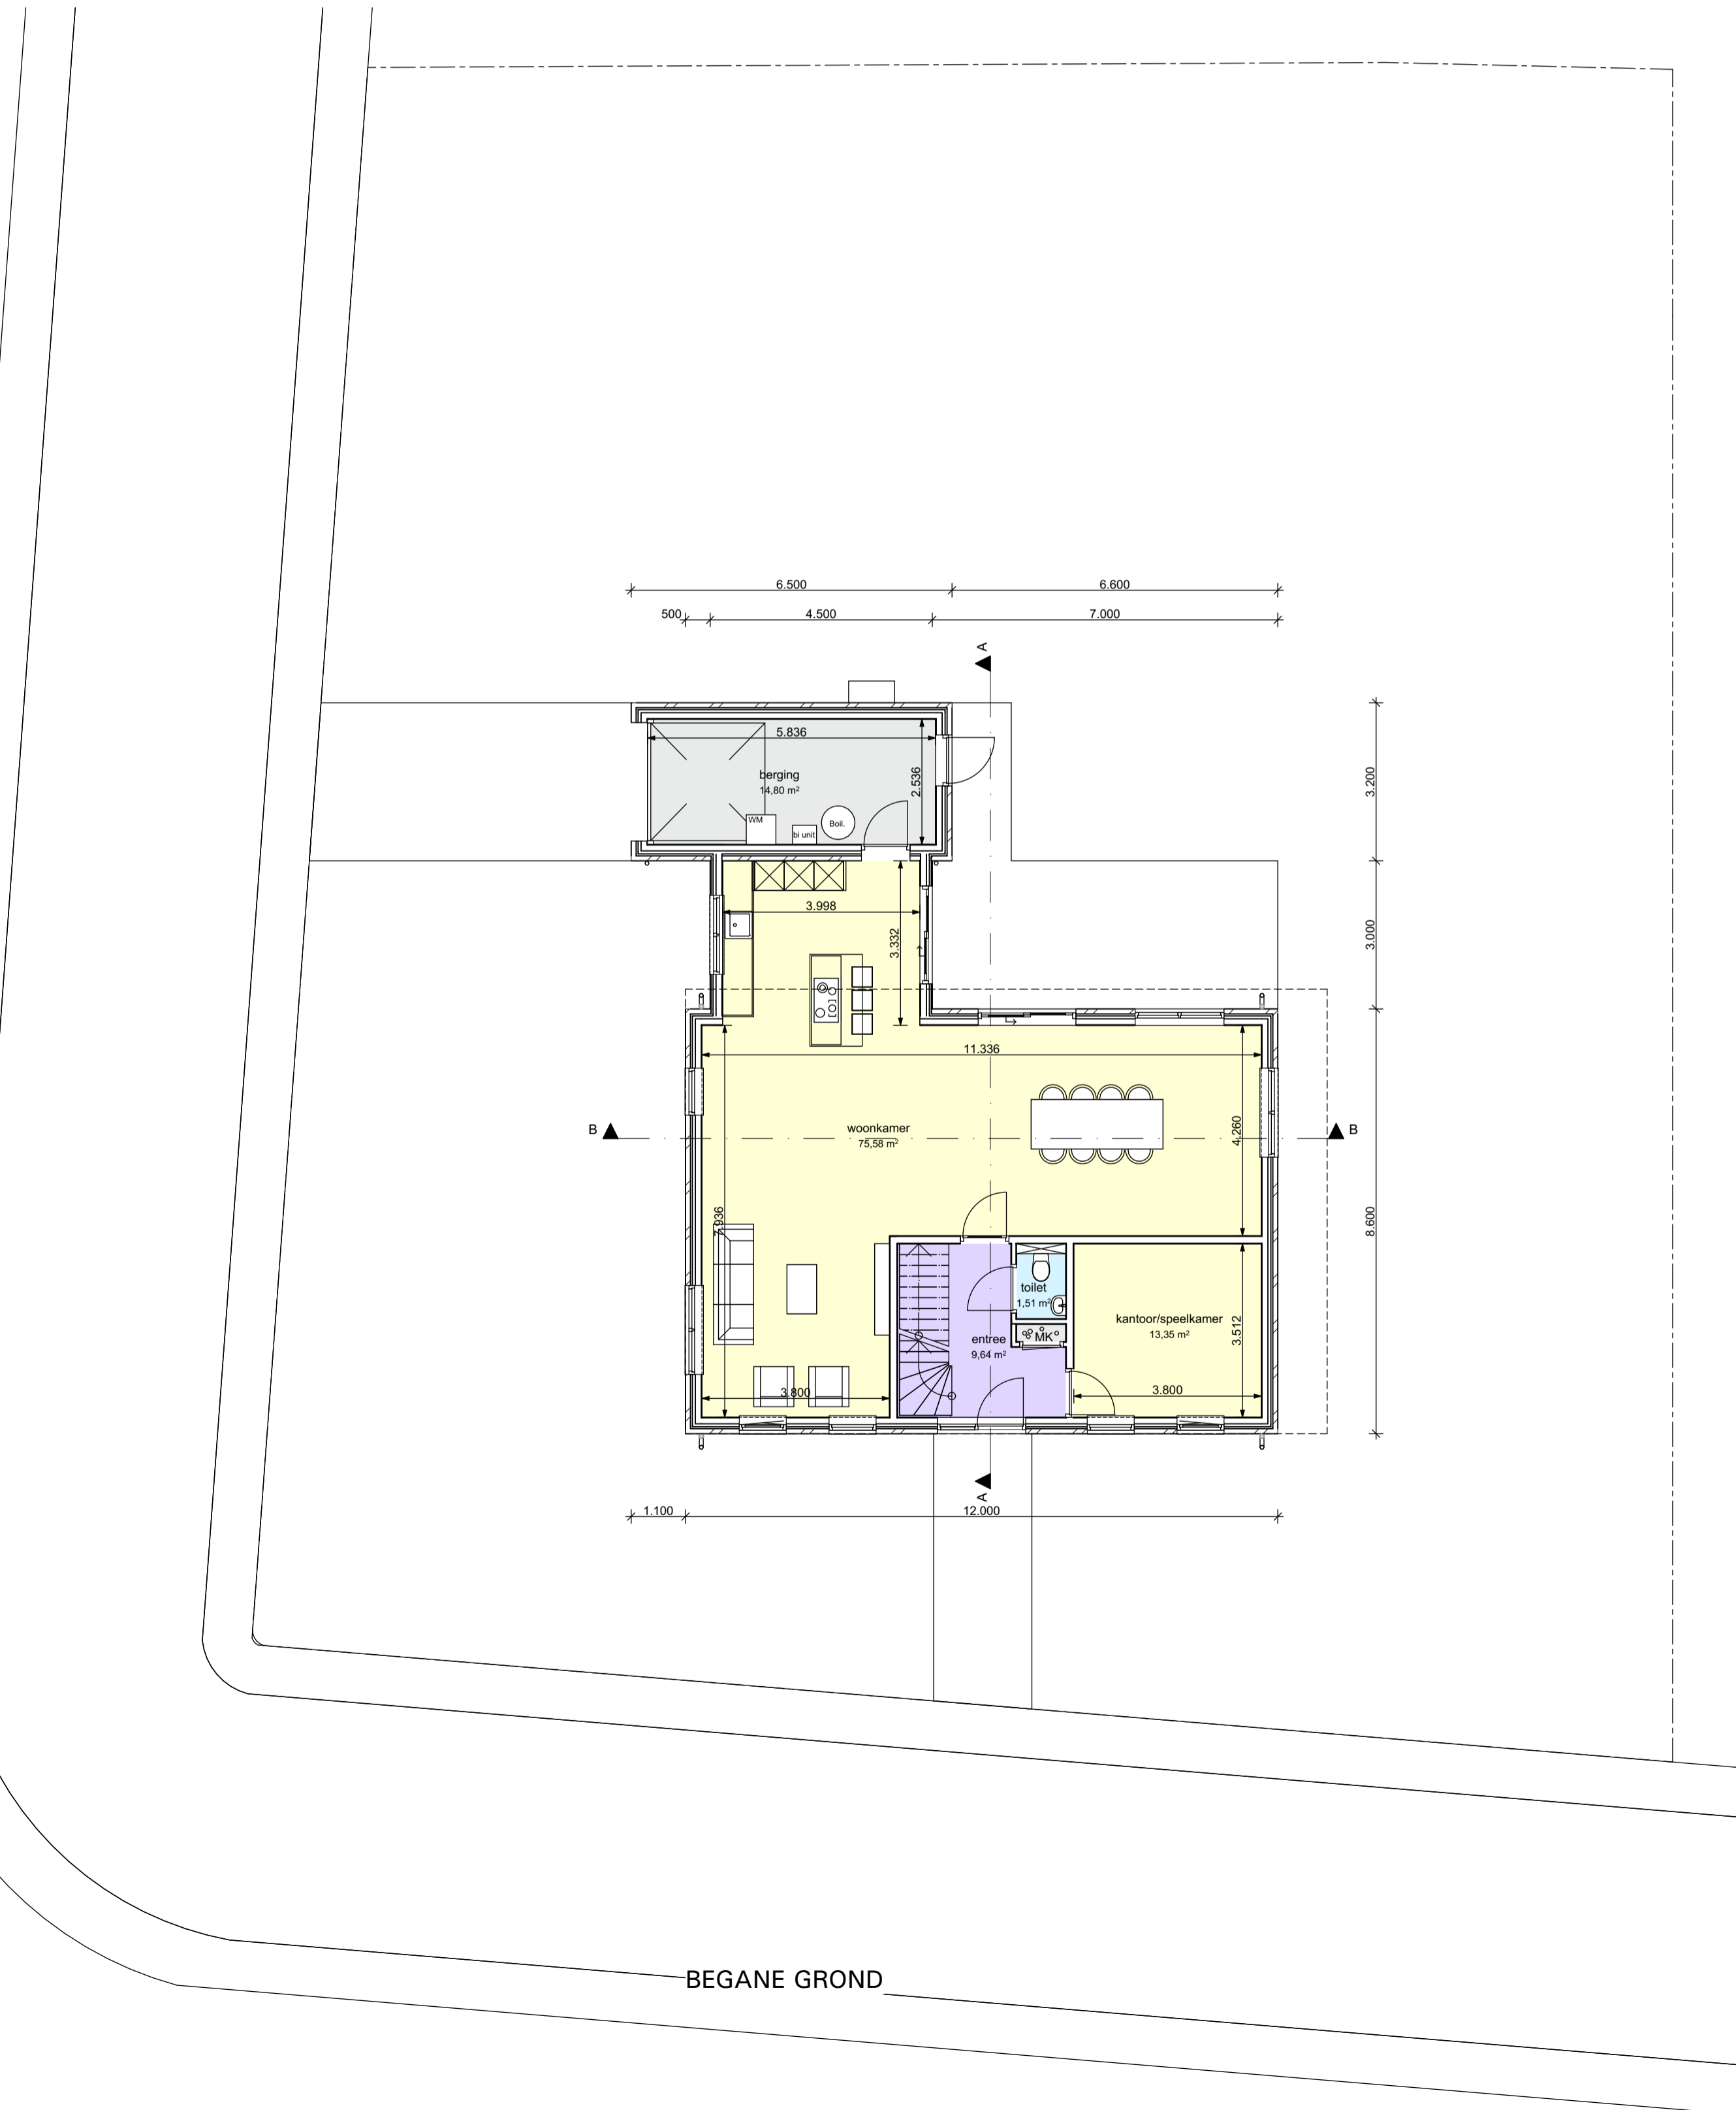 6.500
6.600
500
4.500
7.000
A
5.836
berging
14,80 m²
2.536
3.200
WM
bi unit
Boil.
3.998
3.332
3.000
11.336
woonkamer
75,58 m²
4.260
B
B
7.936
8.600
toilet
1,51 m²
kantoor/speelkamer
13,35 m²
3.512
entree
9,64 m²
MK
3.800
3.800
A
1.100
12.000
BEGANE GROND